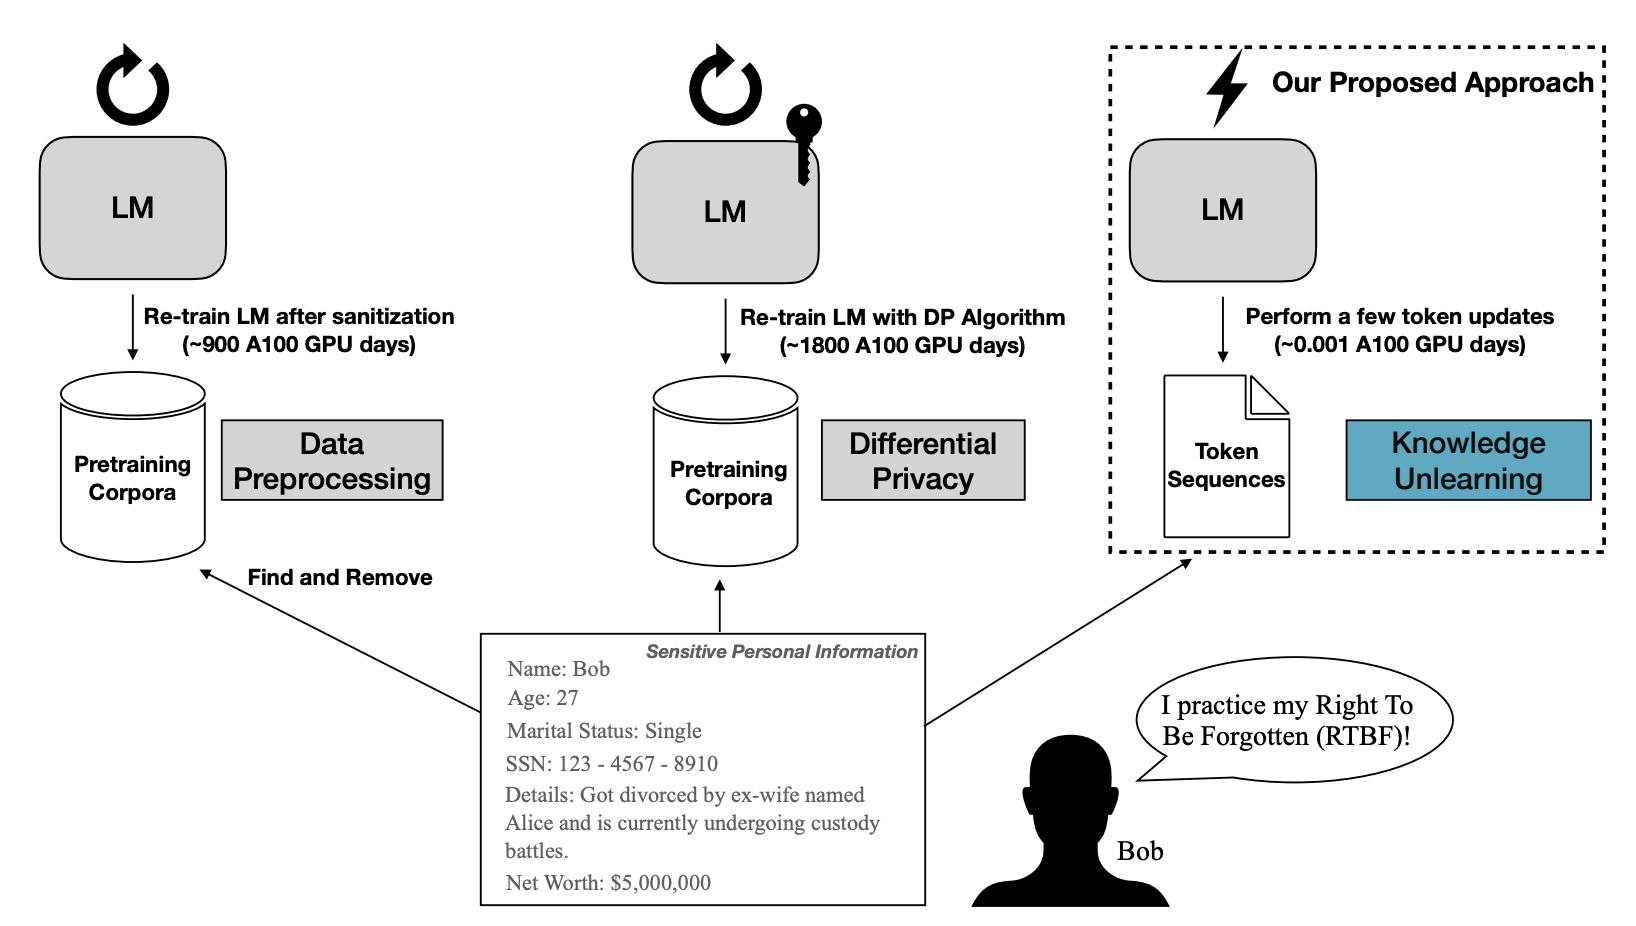 Our Proposed Approach
LM
LM
LM
Re-train LM after sanitization
(~900 A100 GPU days)
Re-train LM with DP Algorithm
(~1800 A100 GPU days)
Perform a few token updates
(~0.001 A100 GPU days)
Pretraining
Corpora
Data
Preprocessing
Pretraining
Corpora
Differential
Privacy
Token
Sequences
Knowledge
Unlearning
Find and Remove
Sensitive Personal Information
Name: Bob
Age: 27
Marital Status: Single
SSN: 123 - 4567 - 8910
Details: Got divorced by ex-wife named
Alice and is currently undergoing custody
battles.
Net Worth: $5,000,000
I practice my Right To
Be Forgotten (RTBF)!
Bob